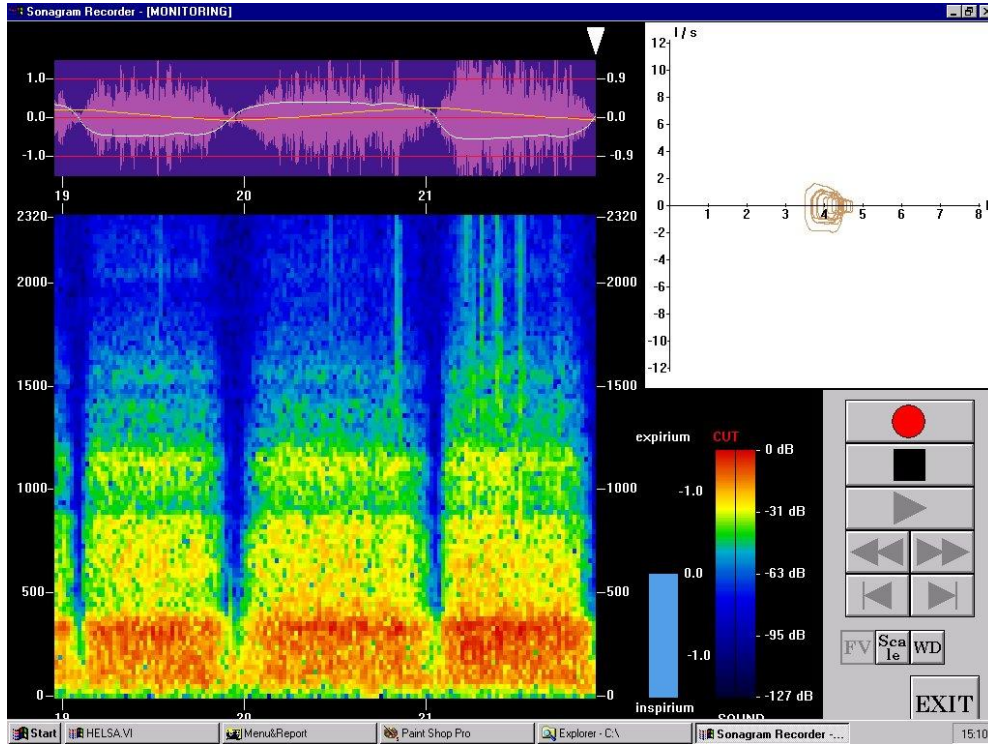 Sonagram Recorder - [MONITORING]
l / s
1.0
0.9
0.0
0.0
-1.0
-0.9
19
20
21
2320
2320
2000
2000
1500
1500
1000
1000
500
500
0
0
19
20
21
12
10
8
6
4
2
0
-2
-4
-6
-8
-10
-12
1
2
3
4
5
6
7
8
l
expirium
CUT
0 dB
-1.0
-31 dB
0.0
-63 dB
-95 dB
-1.0
-127 dB
inspirium
SOUND
FV
Sca
le
WD
EXIT
Start
HELSA.VI
Menu&Report
Paint Shop Pro
Explorer - C:\
Sonagram Recorder -...
15:10